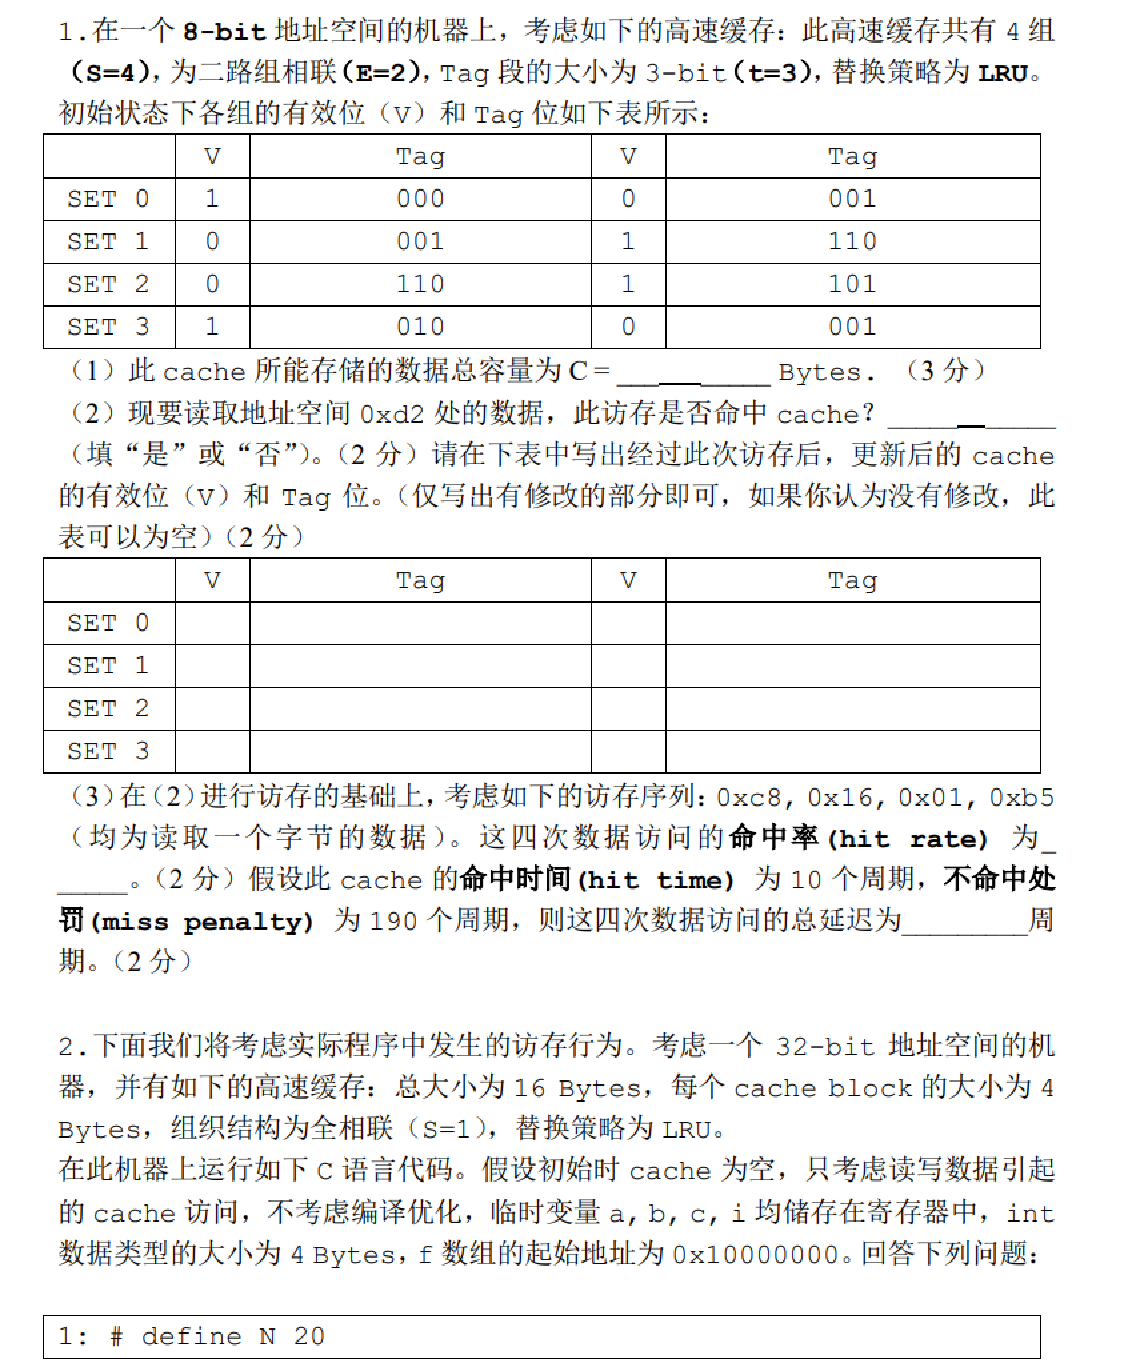 1.在一个 8-bit 地址空间的机器上，考虑如下的高速缓存：此高速缓存共有 4 组
（S=4），为二路组相联（E=2），Tag 段的大小为 3-bit（t=3），替换策略为 LRU。
初始状态下各组的有效位（V）和 Tag 位如下表所示：
V Tag V Tag
SET 0 1 000 0 001
SET 1 0 001 1 110
SET 2 0 110 1 101
SET 3 1 010 0 001
（1）此 cache 所能存储的数据总容量为 C = ___________ Bytes. （3 分）
（2）现要读取地址空间 0xd2 处的数据，此访存是否命中 cache？ ____________
（填“是”或“否”）。（2 分）请在下表中写出经过此次访存后，更新后的 cache
的有效位（V）和 Tag 位。（仅写出有修改的部分即可，如果你认为没有修改，此
表可以为空）（2 分）
V Tag V Tag
SET 0
SET 1
SET 2
SET 3
（3）在（2）进行访存的基础上，考虑如下的访存序列：0xc8, 0x16, 0x01, 0xb5
（均为读取一个字节的数据）。这四次数据访问的命中率(hit rate) 为_
_____。（2 分）假设此 cache 的命中时间(hit time) 为 10 个周期，不命中处
罚(miss penalty) 为 190 个周期，则这四次数据访问的总延迟为_________周
期。（2 分）
2.下面我们将考虑实际程序中发生的访存行为。考虑一个 32-bit 地址空间的机
器，并有如下的高速缓存：总大小为 16 Bytes，每个 cache block 的大小为 4
Bytes，组织结构为全相联（S=1），替换策略为 LRU。
在此机器上运行如下 C 语言代码。假设初始时 cache 为空，只考虑读写数据引起
的 cache 访问，不考虑编译优化，临时变量 a, b, c, i 均储存在寄存器中，int
数据类型的大小为 4 Bytes，f 数组的起始地址为 0x10000000。回答下列问题：
1: # define N 20